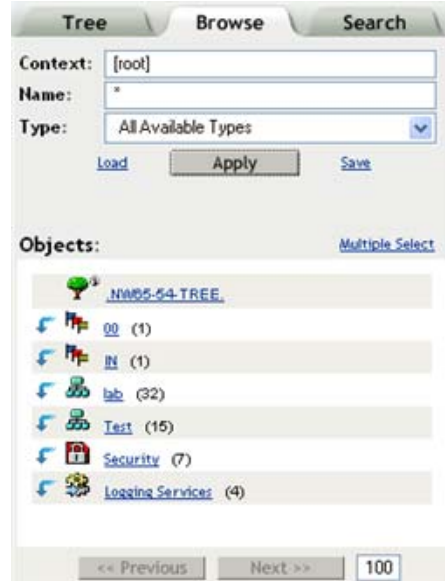 Tree Browse Search
Context: [root]
Name: *
Type: All Available Types
Load Apply Save
Objects: Multiple Select
.NW65-54-TREE.
00 (1)
IN (1)
lab (32)
Test (15)
Security (7)
Logging Services (4)
<< Previous Next >> 100